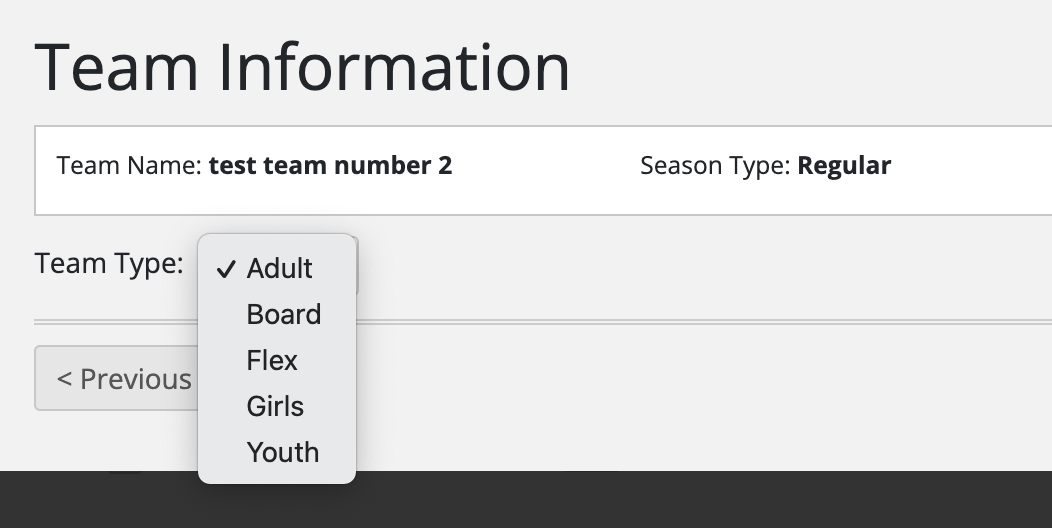 Team Information
Team Name: test team number 2 Season Type: Regular
Team Type:
✓ Adult
Board
Flex
Girls
Youth
< Previous